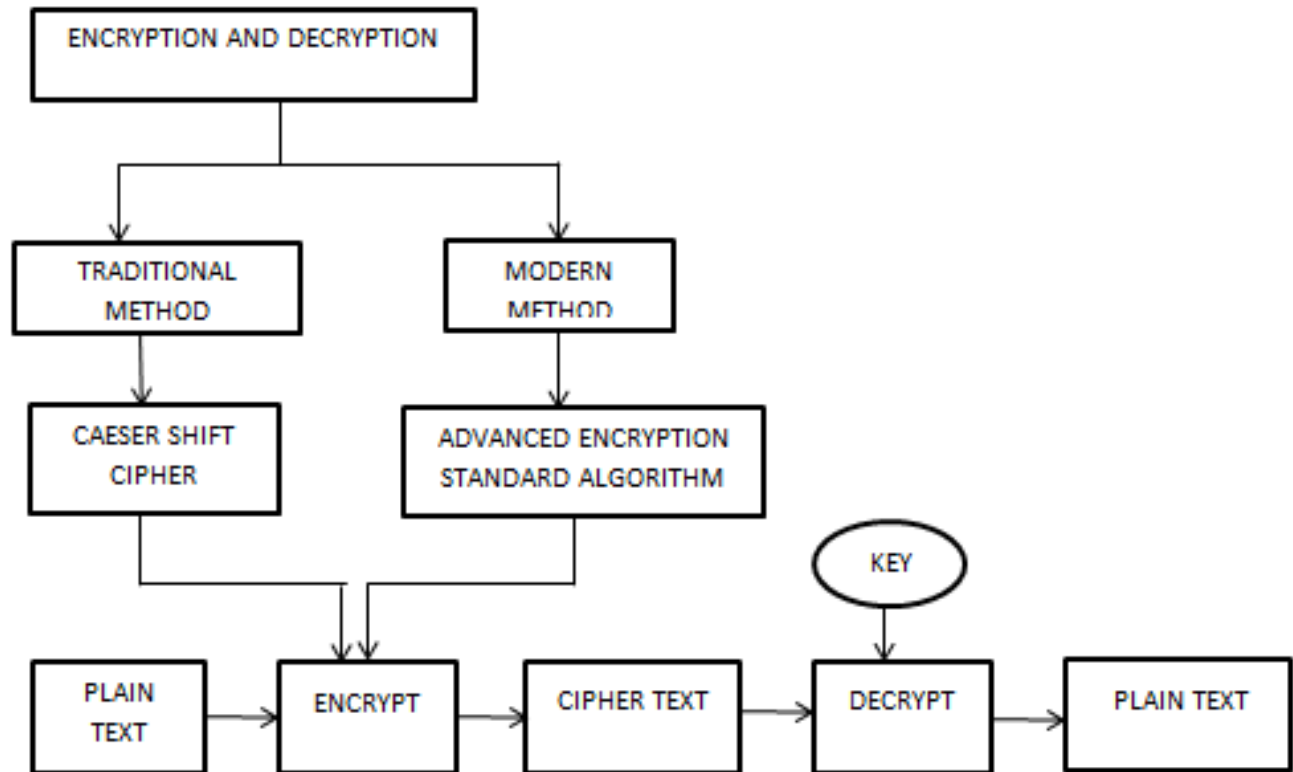 ENCRYPTION AND DECRYPTION
TRADITIONAL
METHOD
MODERN
METHOD
CAESER SHIFT
CIPHER
ADVANCED ENCRYPTION
STANDARD ALGORITHM
KEY
PLAIN
TEXT
ENCRYPT
CIPHER TEXT
DECRYPT
PLAIN TEXT